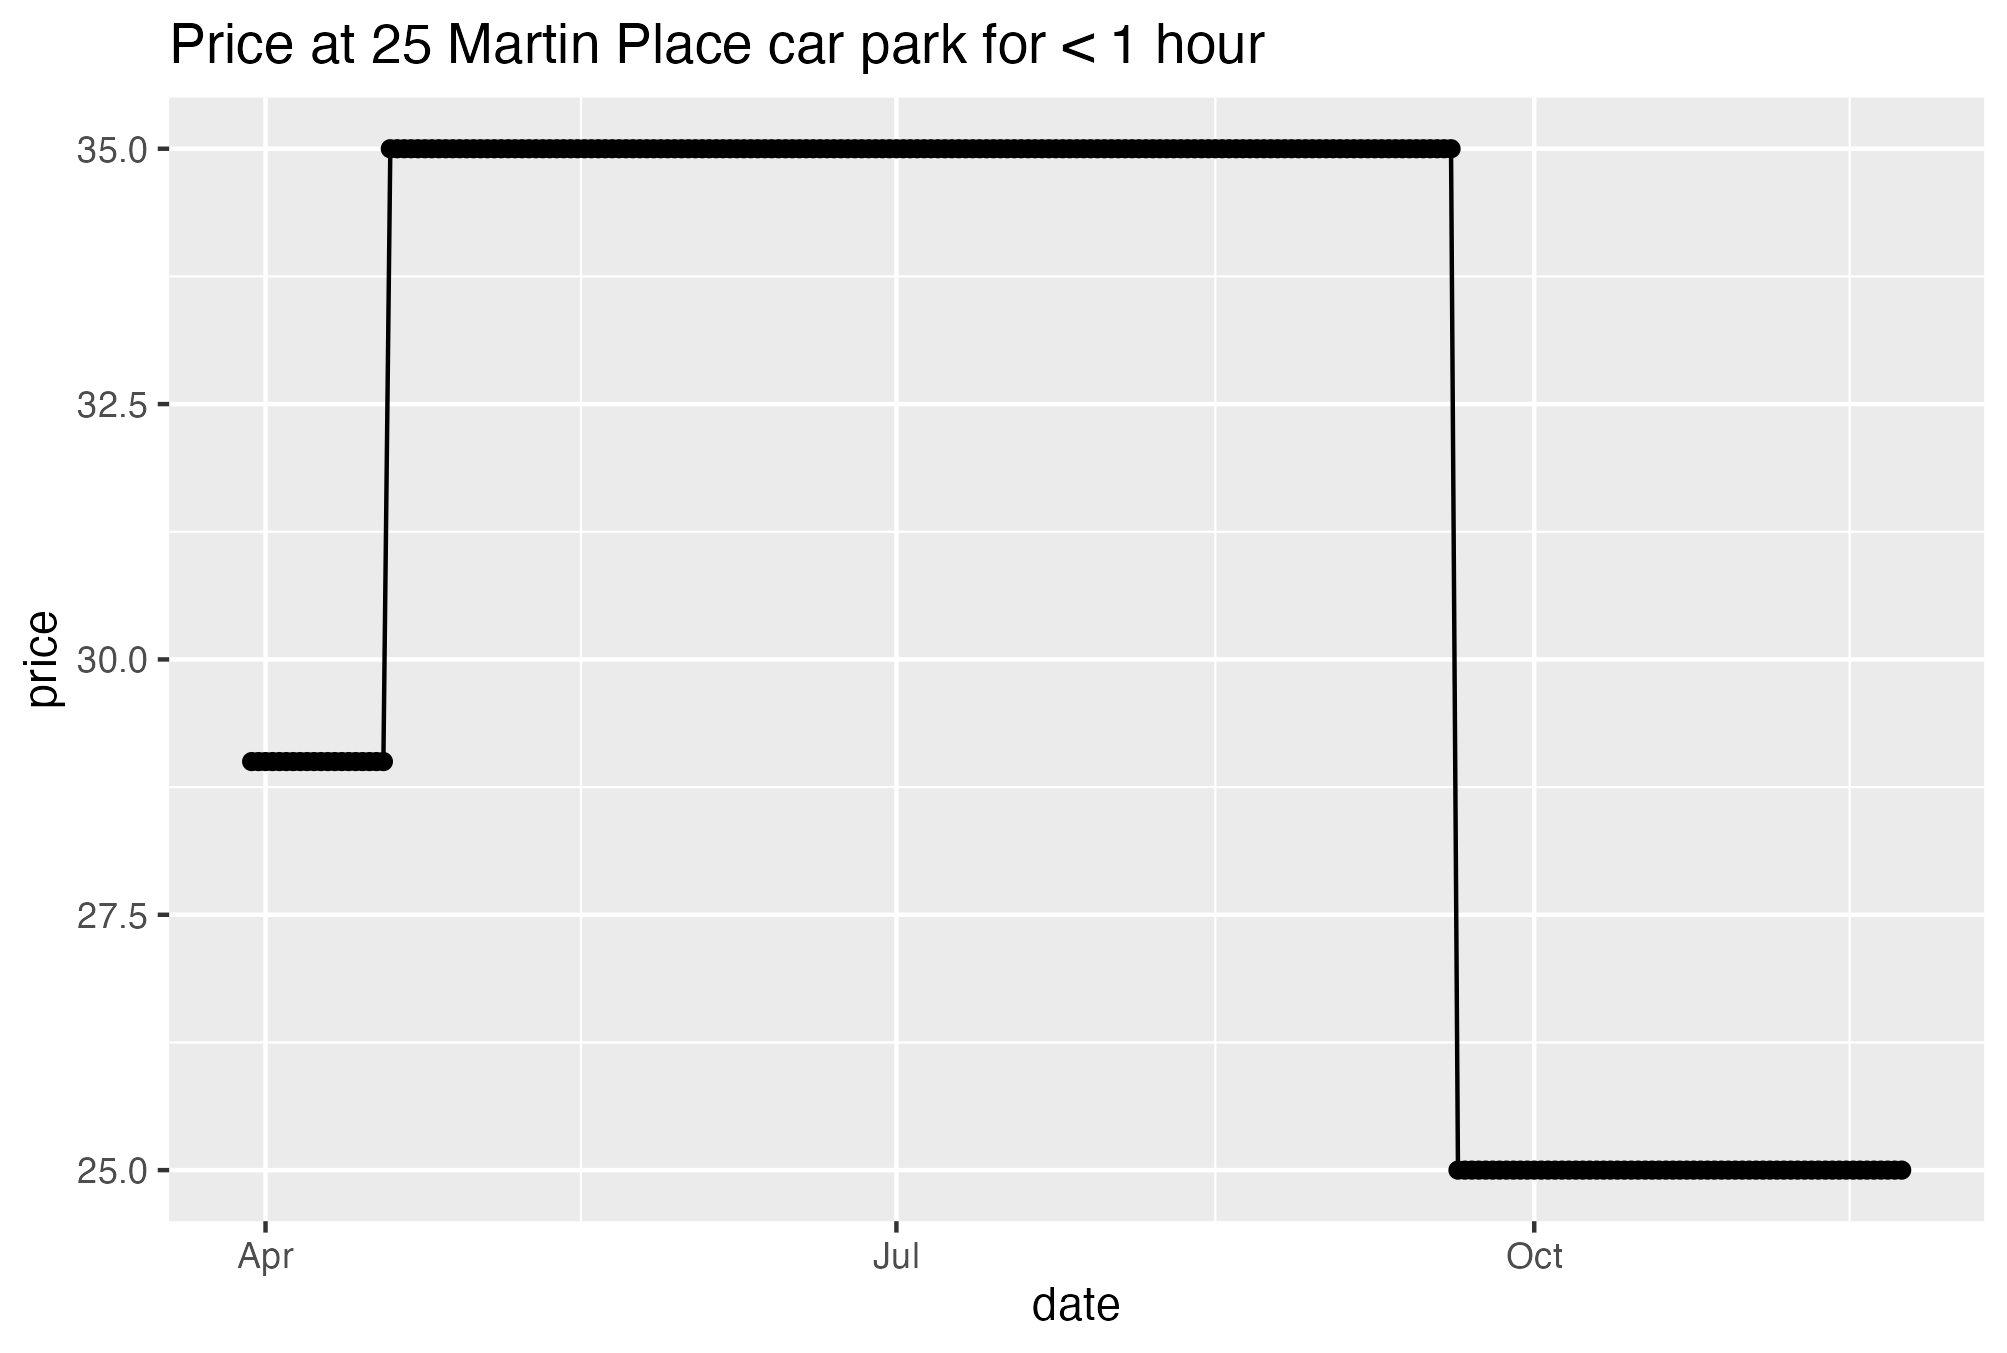 Price at 25 Martin Place car park for < 1 hour
price
35.0
32.5
30.0
27.5
25.0
Apr
Jul
Oct
date